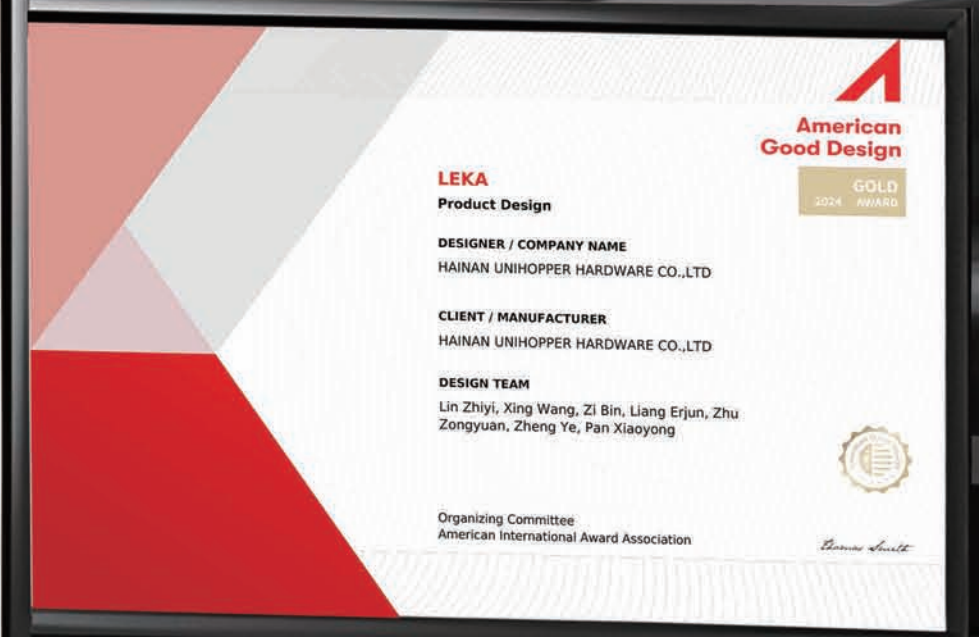 American
Good Design
GOLD
2024 AWARD
LEKA
Product Design
DESIGNER / COMPANY NAME
HAINAN UNIHOPPER HARDWARE CO.,LTD
CLIENT / MANUFACTURER
HAINAN UNIHOPPER HARDWARE CO.,LTD
DESIGN TEAM
Lin Zhiyi, Xing Wang, Zi Bin, Liang Erjun, Zhu
Zongyuan, Zheng Ye, Pan Xiaoyong
Organizing Committee
American International Award Association
Thomas Smith